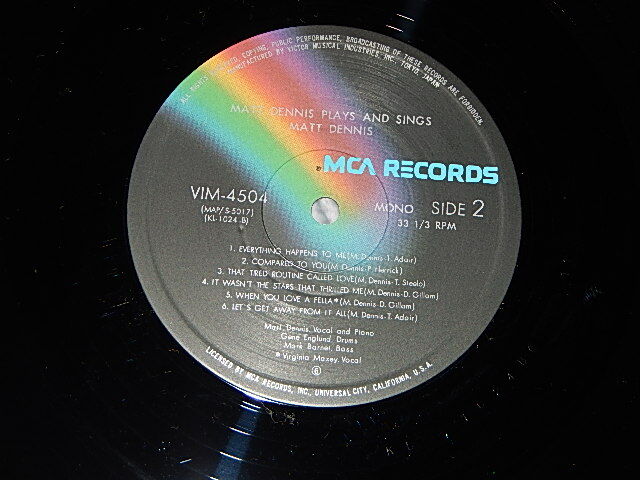 ALL RIGHTS RESERVED. COPYING, PUBLIC PERFORMANCE, BROADCASTING OF THESE RECORDS ARE FORBIDDEN.
MANUFACTURED BY VICTOR MUSICAL INDUSTRIES, INC., TOKYO, JAPAN
MATT DENNIS PLAYS AND SINGS
MATT DENNIS
MCA RECORDS
VIM-4504
(MAP/S-5017)
(KL-1024 B)
MONO SIDE 2
33 1/3 RPM
1. EVERYTHING HAPPENS TO ME(M. Dennis-T. Adair)
2. COMPARED TO YOU(M. Dennis-P. Herrick)
3. THAT TIRED ROUTINE CALLED LOVE(M. Dennis-T. Steele)
4. IT WASN'T THE STARS THAT THRILLED ME(M. Dennis-D. Gillam)
5. WHEN YOU LOVE A FELLA*(M. Dennis-D. Gillam)
6. LET'S GET AWAY FROM IT ALL(M. Dennis-T. Adair)
Matt Dennis, Vocal and Piano
Gene Englund, Drums
Mark Barnet, Bass
* Virginia Maxey, Vocal
LICENSED BY MCA RECORDS, INC., UNIVERSAL CITY, CALIFORNIA, U.S.A.